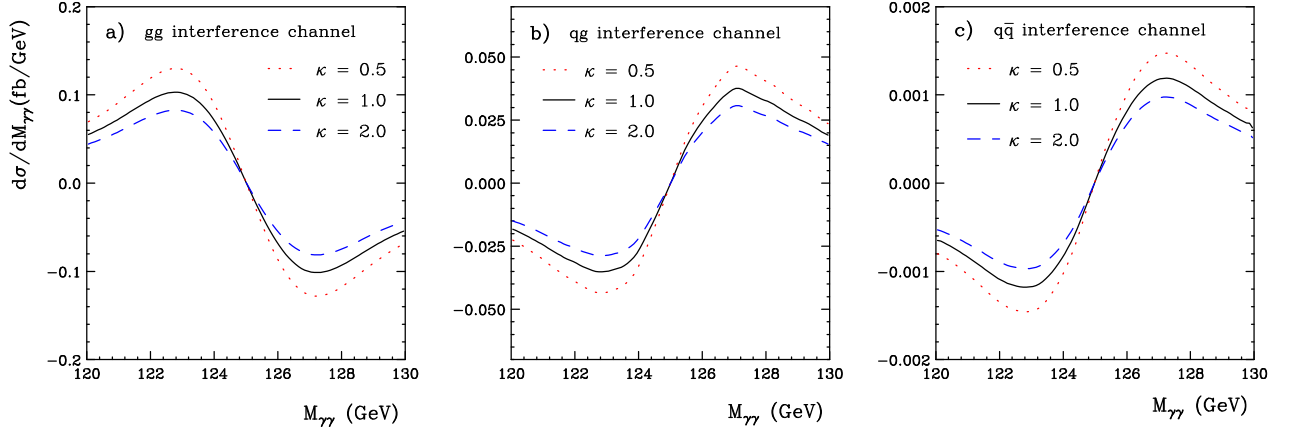 dσ/dMγγ(fb/GeV)
a) gg interference channel
κ = 0.5
κ = 1.0
κ = 2.0
0.2
0.1
0.0
−0.1
−0.2
120 122 124 126 128 130
Mγγ (GeV)
b) qg interference channel
κ = 0.5
κ = 1.0
κ = 2.0
0.050
0.025
0.000
−0.025
−0.050
120 122 124 126 128 130
Mγγ (GeV)
c) qq̄ interference channel
κ = 0.5
κ = 1.0
κ = 2.0
0.002
0.001
0.000
−0.001
−0.002
120 122 124 126 128 130
Mγγ (GeV)